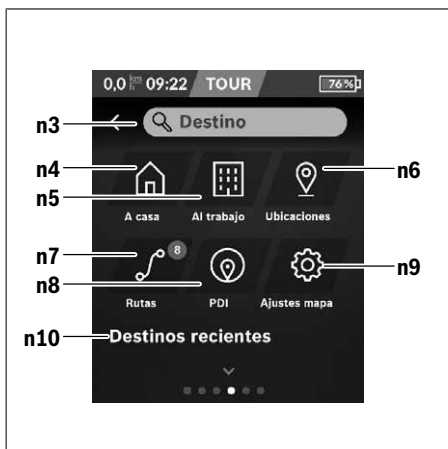 0,0 km/h 09:22 TOUR 76%
n3 Destino
n4
n5
n6
A casa Al trabajo Ubicaciones
n7 8
n8
n9
Rutas PDI Ajustes mapa
n10 Destinos recientes